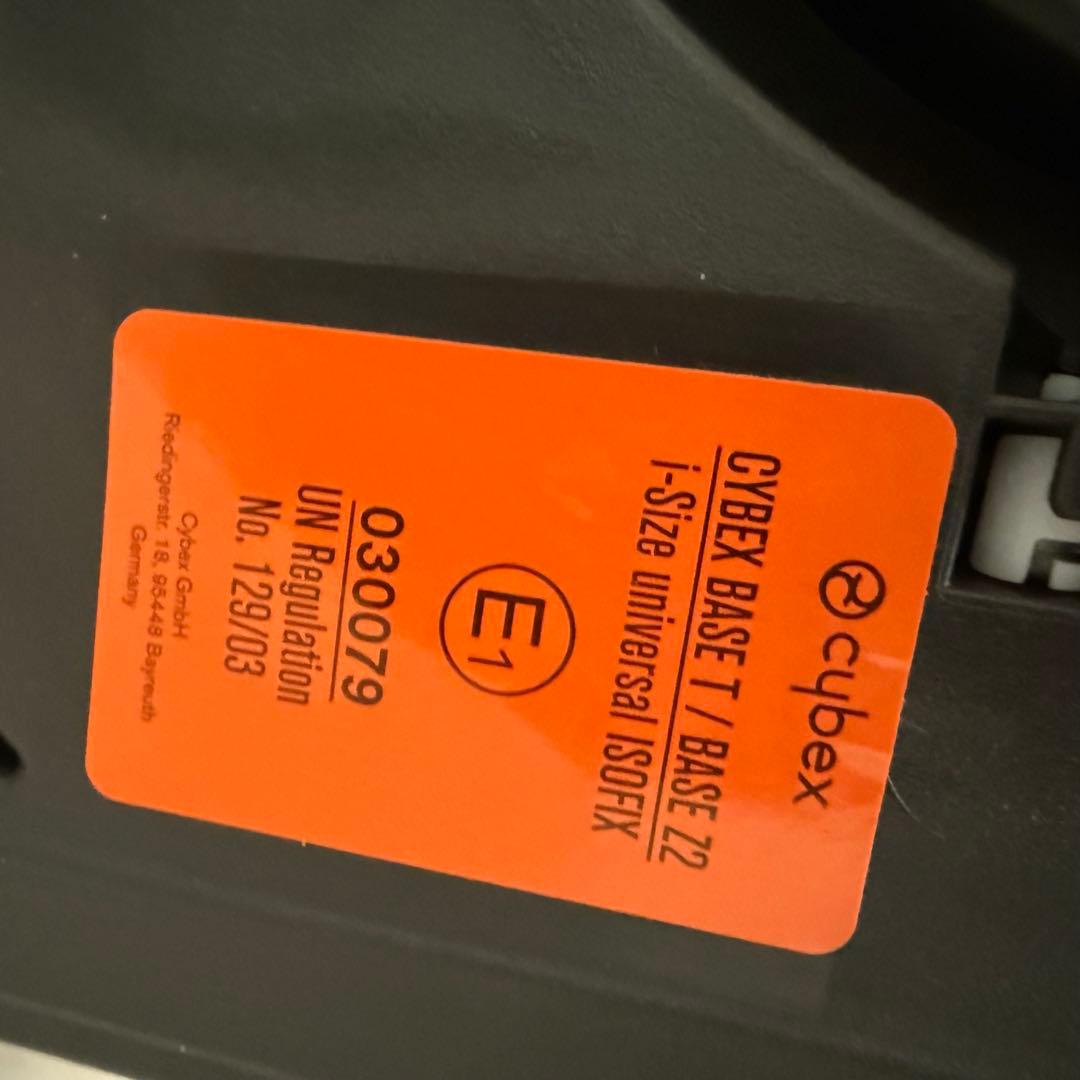 cybex
CYBEX BASE T / BASE Z2
i-Size universal ISOFIX
E1
030079
UN Regulation
No. 129/03
Cybex GmbH
Riedingerstr. 18, 95448 Bayreuth
Germany